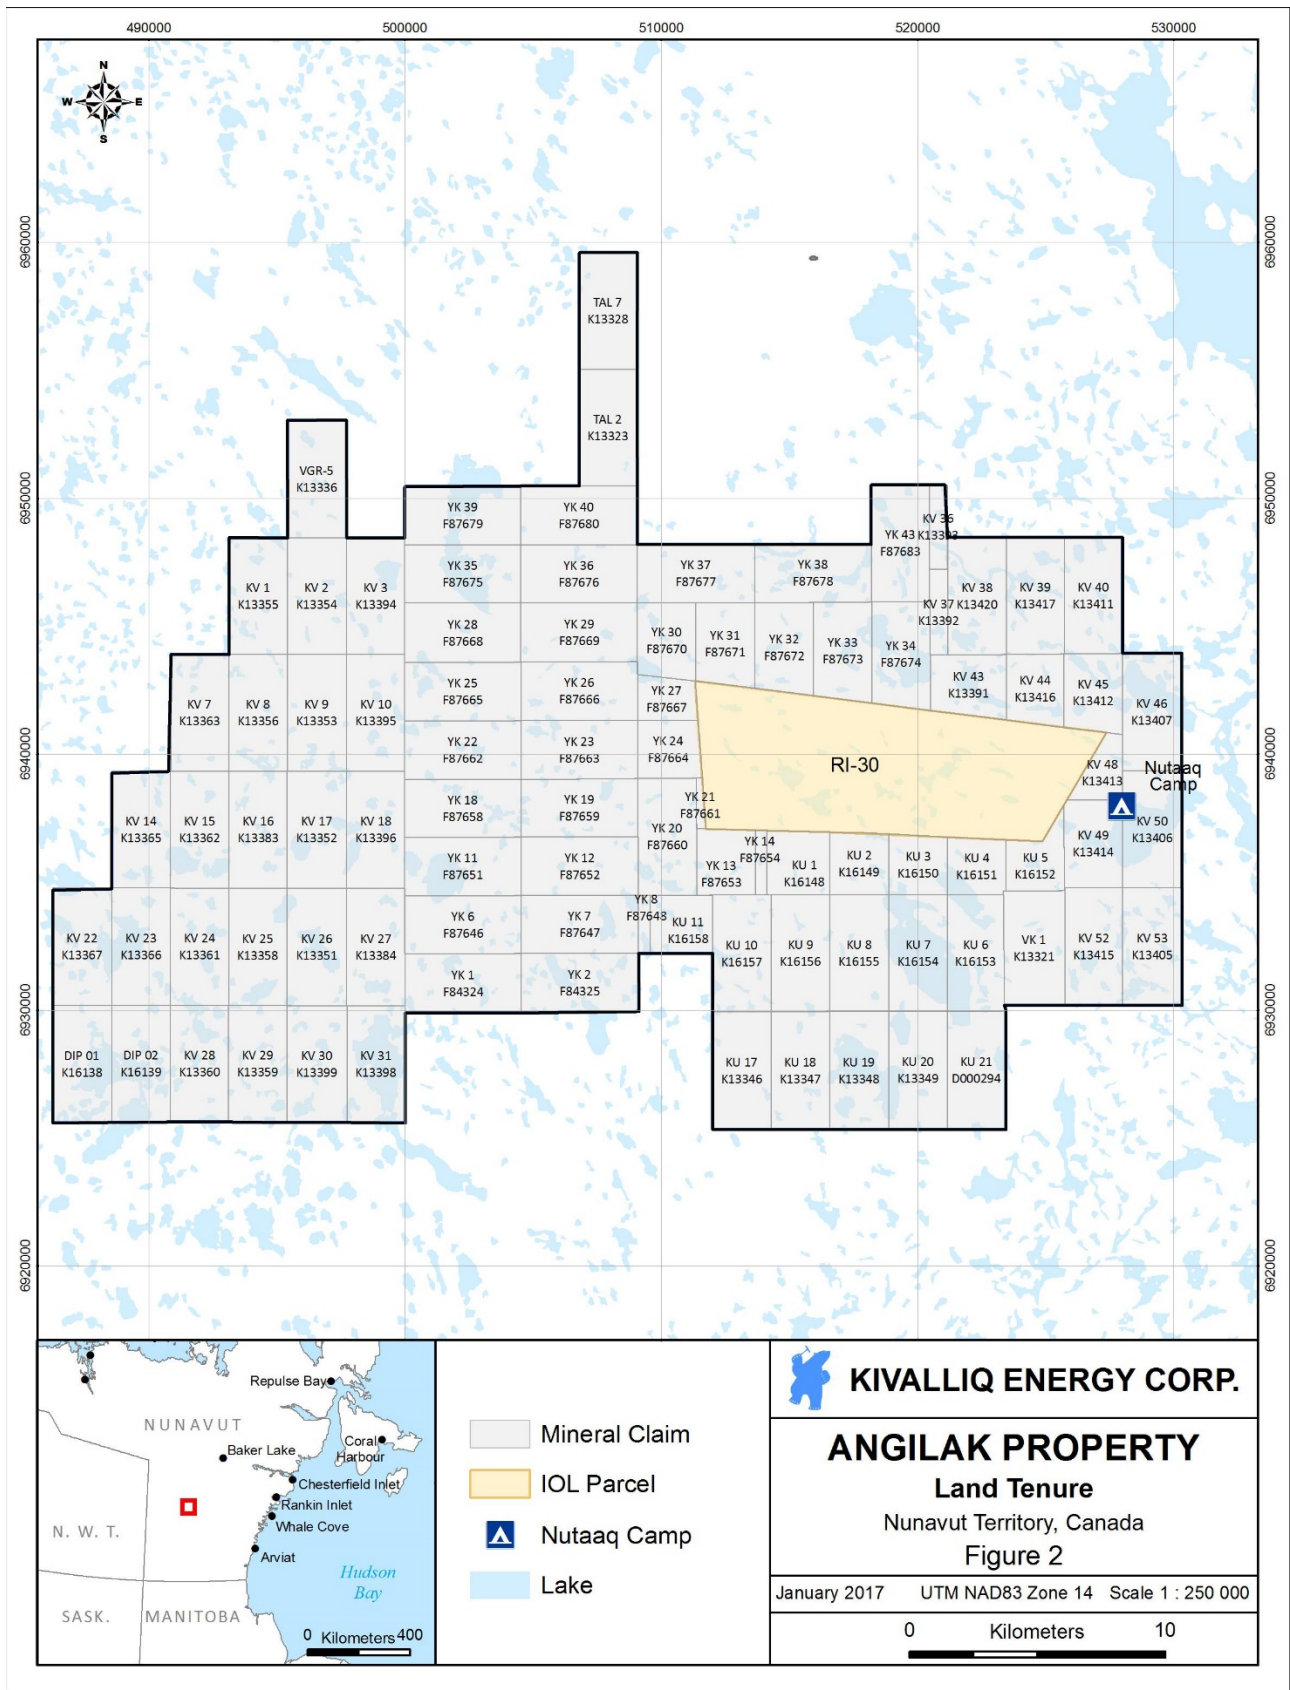 490000
500000
510000
520000
530000
N
W E
S
6960000
6960000
TAL 7
K13328
TAL 2
K13323
VGR-5
K13336
6950000
6950000
YK 39
F87679
YK 40
F87680
YK 43
F87683
KV 36
K13393
YK 35
F87675
YK 36
F87676
YK 37
F87677
YK 38
F87678
KV 1
K13355
KV 2
K13354
KV 3
K13394
KV 37
K13392
KV 38
K13420
KV 39
K13417
KV 40
K13411
YK 28
F87668
YK 29
F87669
YK 30
F87670
YK 31
F87671
YK 32
F87672
YK 33
F87673
YK 34
F87674
YK 25
F87665
YK 26
F87666
YK 27
F87667
KV 43
K13391
KV 44
K13416
KV 45
K13412
KV 46
K13407
KV 7
K13363
KV 8
K13356
KV 9
K13353
KV 10
K13395
YK 22
F87662
YK 23
F87663
YK 24
F87664
6940000
6940000
RI-30
KV 48
K13413
Nutaaq
Camp
YK 18
F87658
YK 19
F87659
YK 21
F87661
YK 20
F87660
KV 14
K13365
KV 15
K13362
KV 16
K13383
KV 17
K13352
KV 18
K13396
KV 49
K13414
KV 50
K13406
YK 11
F87651
YK 12
F87652
YK 13
F87653
YK 14
F87654
KU 1
K16148
KU 2
K16149
KU 3
K16150
KU 4
K16151
KU 5
K16152
YK 6
F87646
YK 7
F87647
YK 8
F87648
KU 11
K16158
KV 22
K13367
KV 23
K13366
KV 24
K13361
KV 25
K13358
KV 26
K13351
KV 27
K13384
KU 10
K16157
KU 9
K16156
KU 8
K16155
KU 7
K16154
KU 6
K16153
VK 1
K13321
KV 52
K13415
KV 53
K13405
YK 1
F84324
YK 2
F84325
6930000
6930000
DIP 01
K16138
DIP 02
K16139
KV 28
K13360
KV 29
K13359
KV 30
K13399
KV 31
K13398
KU 17
K13346
KU 18
K13347
KU 19
K13348
KU 20
K13349
KU 21
D000294
6920000
6920000
Repulse Bay
NUNAVUT
Coral
Harbour
Baker Lake
Chesterfield Inlet
Rankin Inlet
Whale Cove
N. W. T.
Arviat
Hudson
Bay
SASK.
MANITOBA
0 Kilometers 400
Mineral Claim
IOL Parcel
Nutaaq Camp
Lake
KIVALLIQ ENERGY CORP.
ANGILAK PROPERTY
Land Tenure
Nunavut Territory, Canada
Figure 2
January 2017 UTM NAD83 Zone 14 Scale 1 : 250 000
0 Kilometers 10